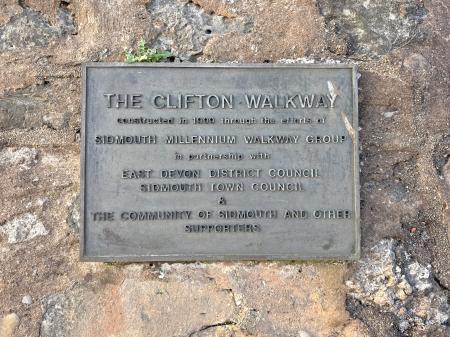 THE CLIFTON WALKWAY
constructed in 1999 through the efforts of
SIDMOUTH MILLENNIUM WALKWAY GROUP
in partnership with
EAST DEVON DISTRICT COUNCIL
SIDMOUTH TOWN COUNCIL
&
THE COMMUNITY OF SIDMOUTH AND OTHER
SUPPORTERS